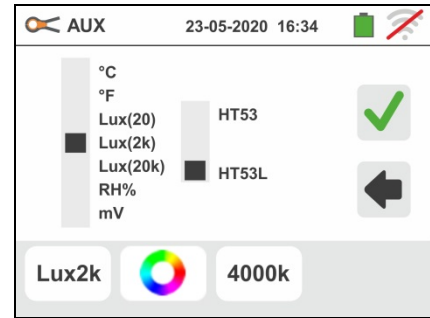 AUX 23-05-2020 16:34
°C
°F
Lux(20)
Lux(2k)
Lux(20k)
RH%
mV
HT53
HT53L
Lux2k 4000k